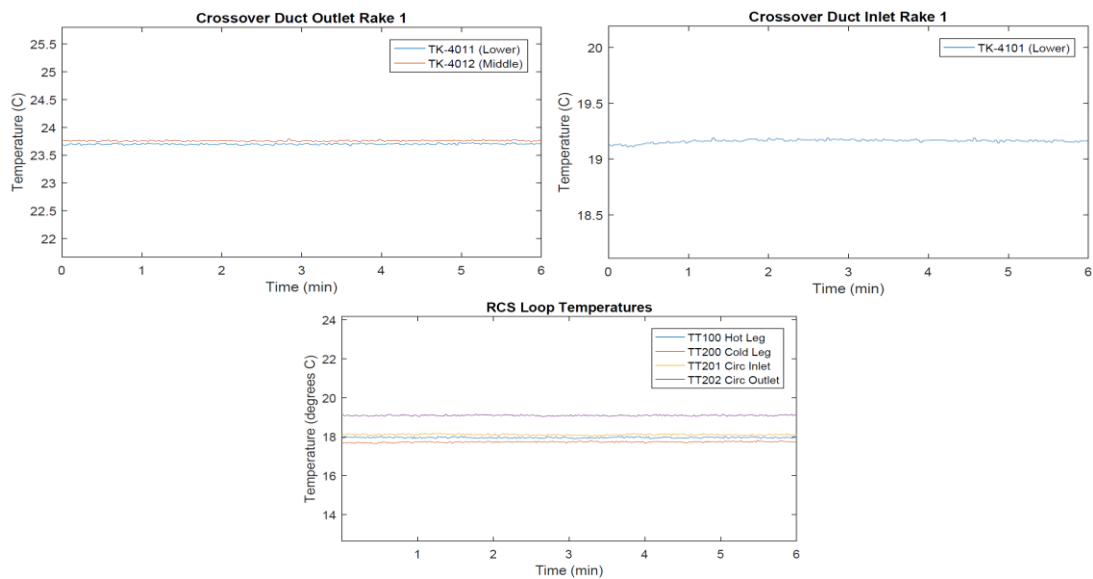 Crossover Duct Outlet Rake 1
TK-4011 (Lower)
TK-4012 (Middle)
25.5
25
24.5
24
23.5
23
22.5
22
Temperature (C)
0 1 2 3 4 5 6
Time (min)
Crossover Duct Inlet Rake 1
TK-4101 (Lower)
20
19.5
19
18.5
Temperature (C)
0 1 2 3 4 5 6
Time (min)
RCS Loop Temperatures
TT100 Hot Leg
TT200 Cold Leg
TT201 Circ Inlet
TT202 Circ Outlet
24
22
20
18
16
14
Temperature (degrees C)
1 2 3 4 5 6
Time (min)